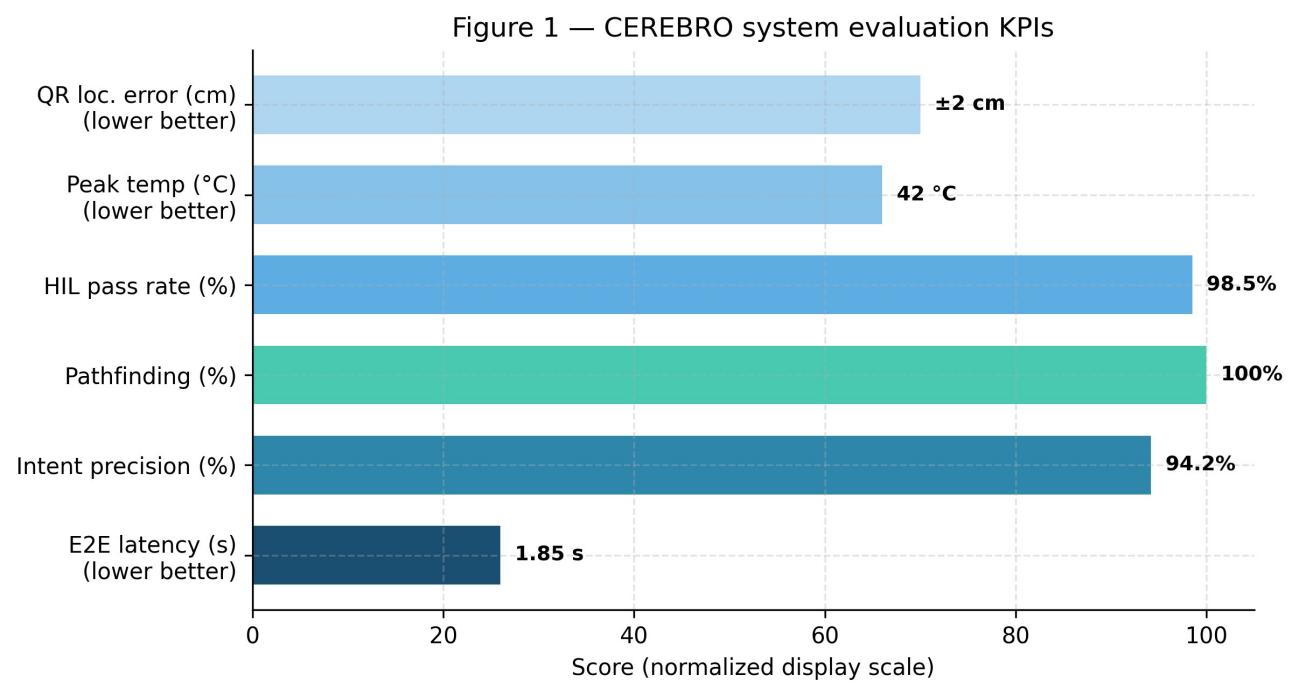 Figure 1 — CEREBRO system evaluation KPIs
QR loc. error (cm)
(lower better)
±2 cm
Peak temp (°C)
(lower better)
42 °C
HIL pass rate (%)
98.5%
Pathfinding (%)
100%
Intent precision (%)
94.2%
E2E latency (s)
(lower better)
1.85 s
0 20 40 60 80 100
Score (normalized display scale)